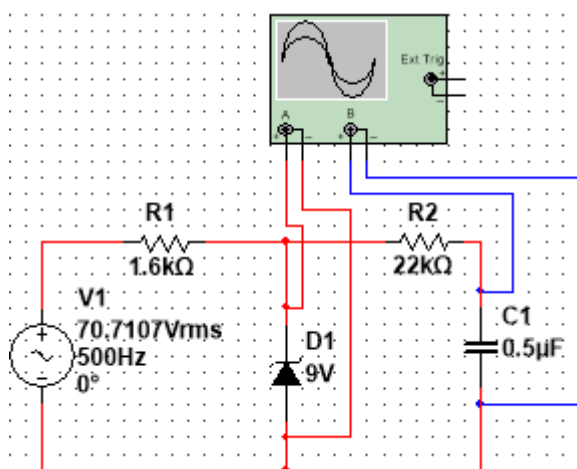 Ext Trig
+
-
A
B
+ - + -
R1
1.6kΩ
R2
22kΩ
V1
70.7107Vrms
500Hz
0°
+
-
D1
9V
C1
0.5µF